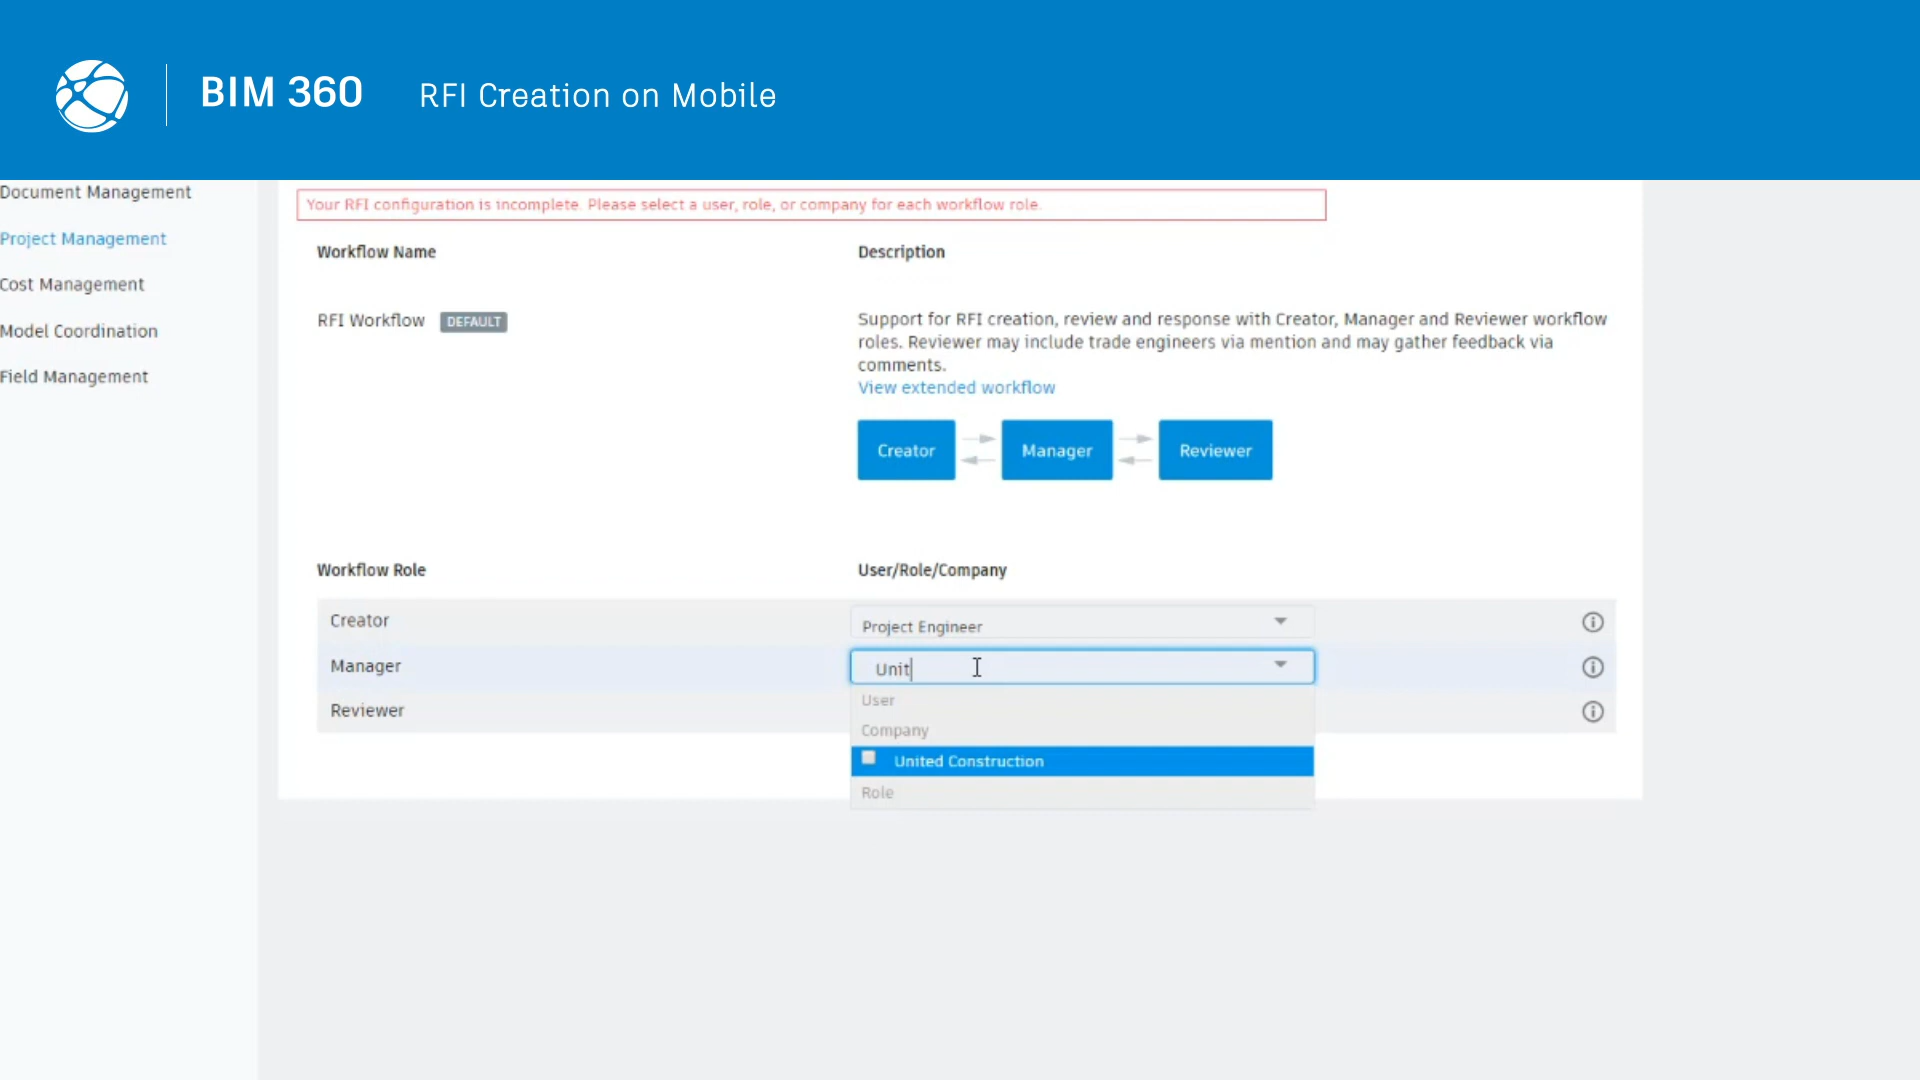 BIM 360 RFI Creation on Mobile
Document Management
Project Management
Cost Management
Model Coordination
Field Management
Your RFI configuration is incomplete. Please select a user, role, or company for each workflow role.
Workflow Name Description
RFI Workflow DEFAULT
Support for RFI creation, review and response with Creator, Manager and Reviewer workflow
roles. Reviewer may include trade engineers via mention and may gather feedback via
comments.
View extended workflow
Creator Manager Reviewer
Workflow Role User/Role/Company
Creator Project Engineer
Manager Unit
Reviewer
User
Company
United Construction
Role